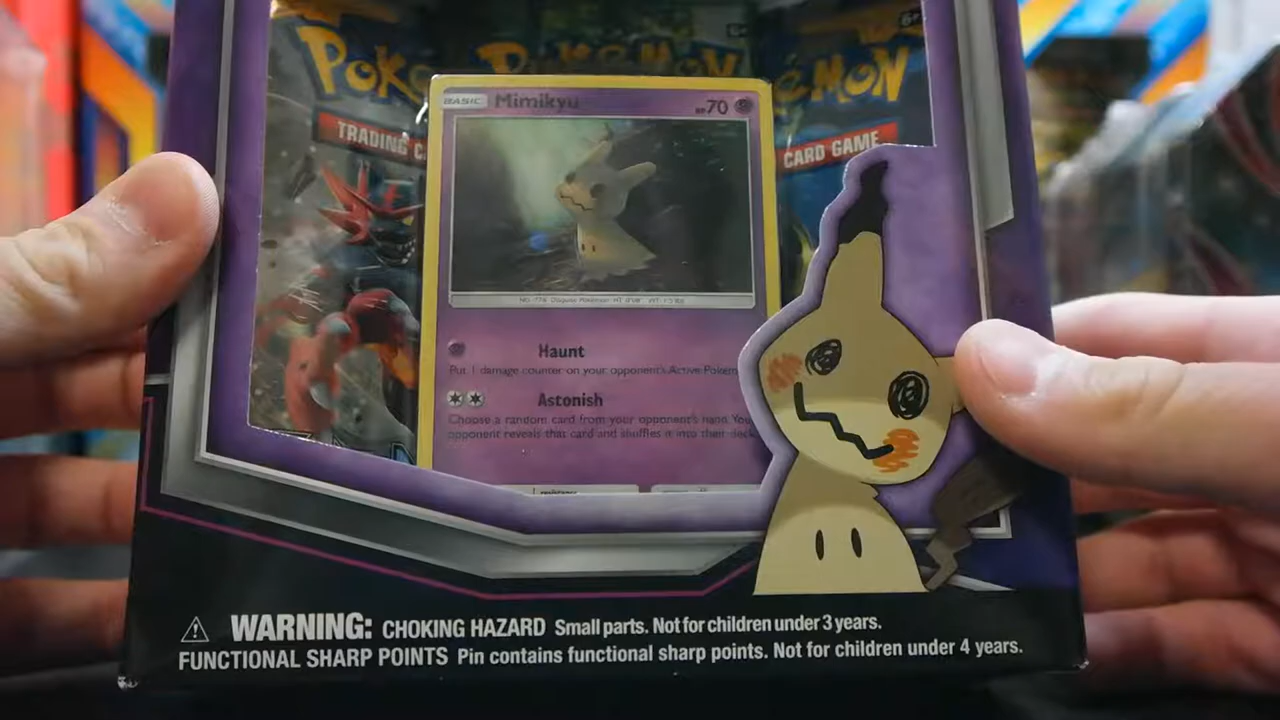 POKÉMON
6+
TRADING C
CARD GAME
BASIC Mimikyu HP70
Haunt
Put 1 damage counter on your opponent's Active Pokém
Astonish
Choose a random card from your opponent's hand. You
opponent reveals that card and shuffles it into their deck
resistance
WARNING: CHOKING HAZARD Small parts. Not for children under 3 years.
FUNCTIONAL SHARP POINTS Pin contains functional sharp points. Not for children under 4 years.